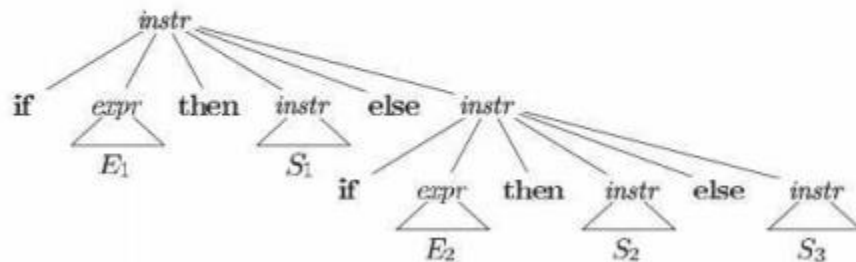 instr
if expr then instr else instr
E₁ S₁
if expr then instr else instr
E₂ S₂ S₃